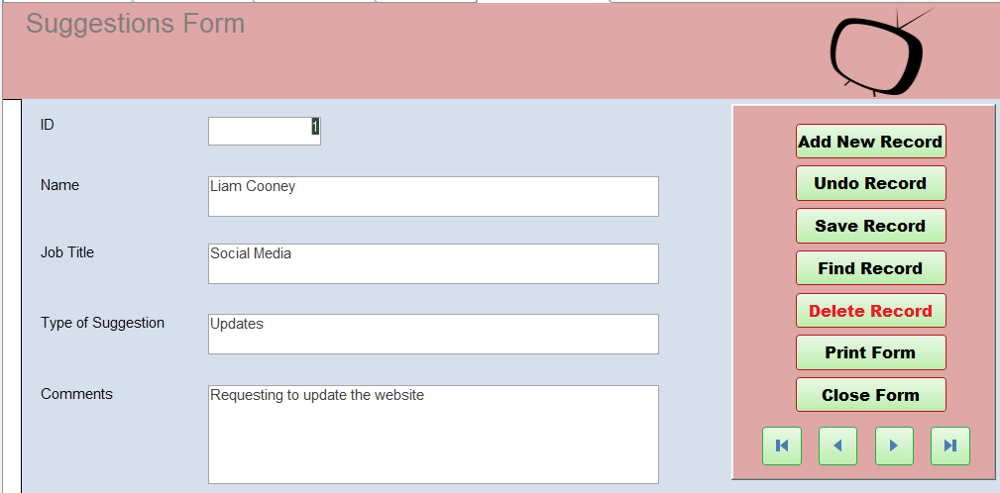 Suggestions Form
ID
1
Name
Liam Cooney
Job Title
Social Media
Type of Suggestion
Updates
Comments
Requesting to update the website
Add New Record
Undo Record
Save Record
Find Record
Delete Record
Print Form
Close Form